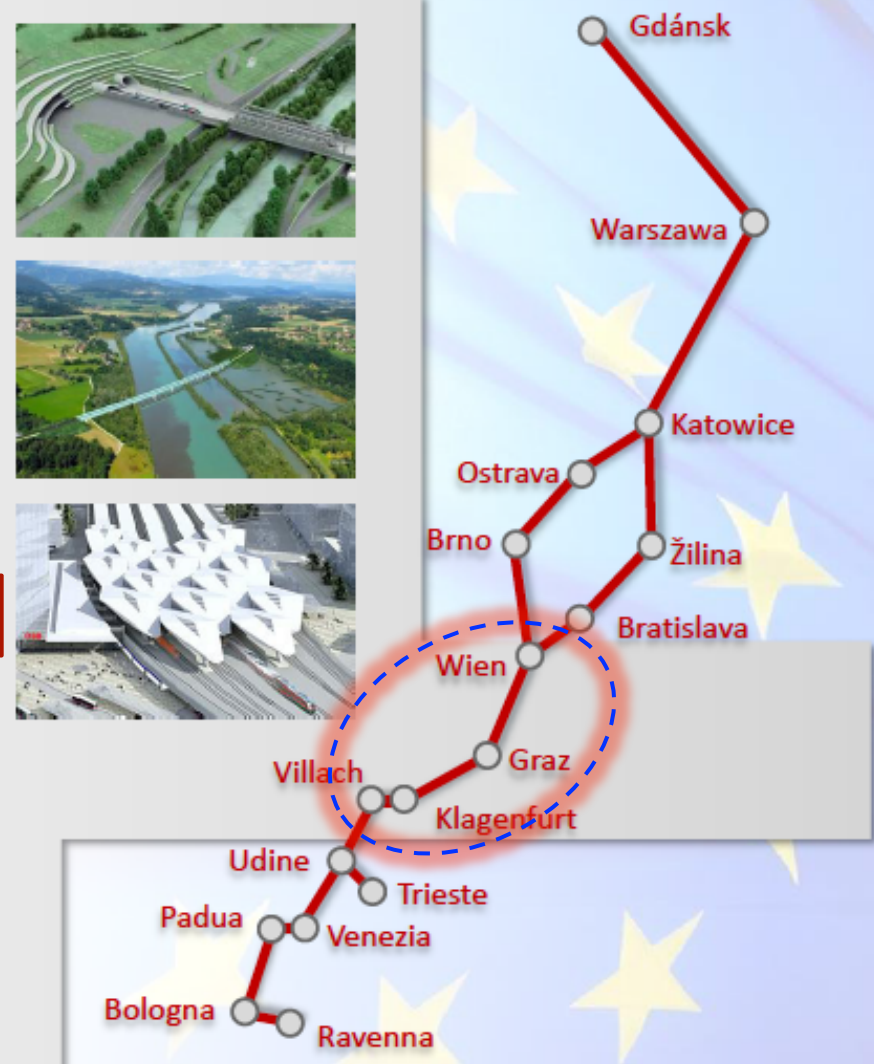 Gdánsk
Warszawa
Katowice
Ostrava
Brno
Žilina
Bratislava
Wien
Graz
Villach
Klagenfurt
Udine
Trieste
Padua
Venezia
Bologna
Ravenna